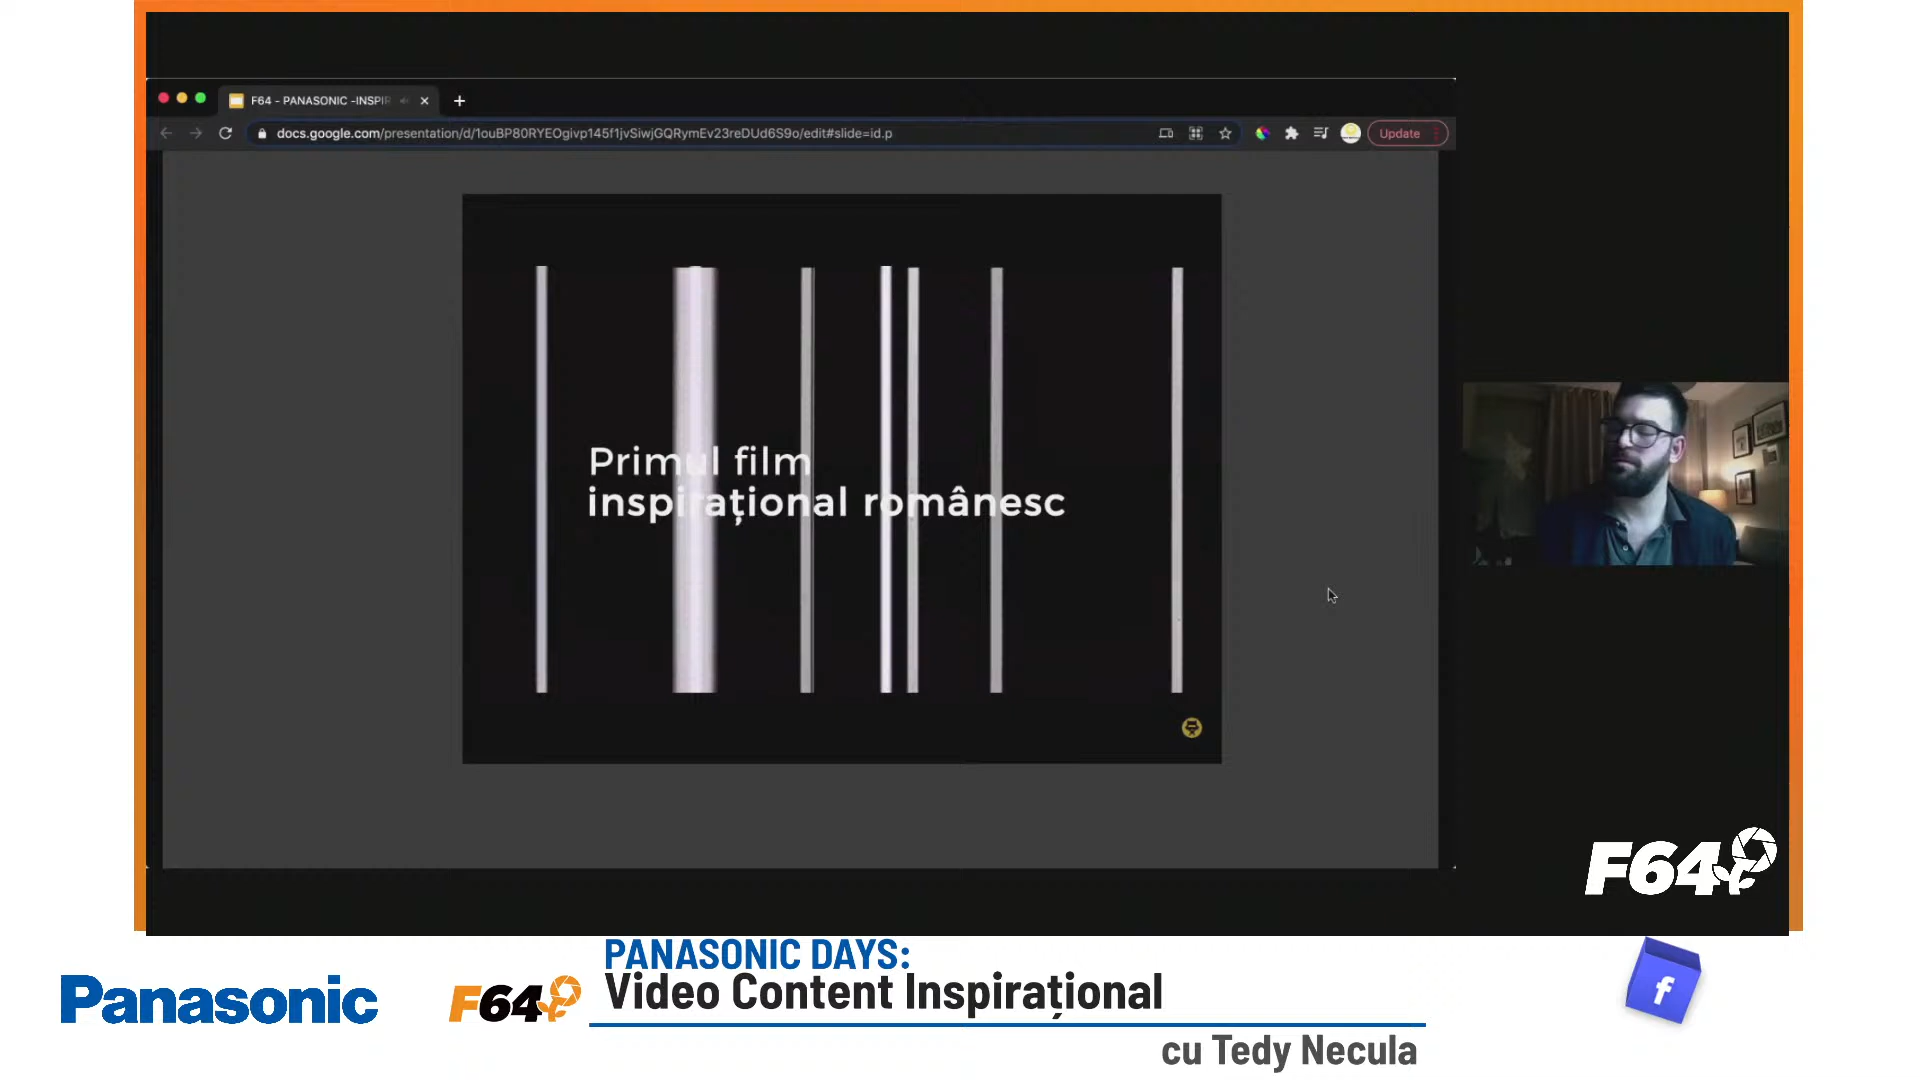 F64 - PANASONIC -INSPIR
docs.google.com/presentation/d/1ouBP80RYEOgivp145f1jvSiwjGQRymEv23reDUd6S9o/edit#slide=id.p
Update
Primul film
inspirațional românesc
F64
PANASONIC DAYS:
Panasonic
F64
Video Content Inspirațional
f
cu Tedy Necula